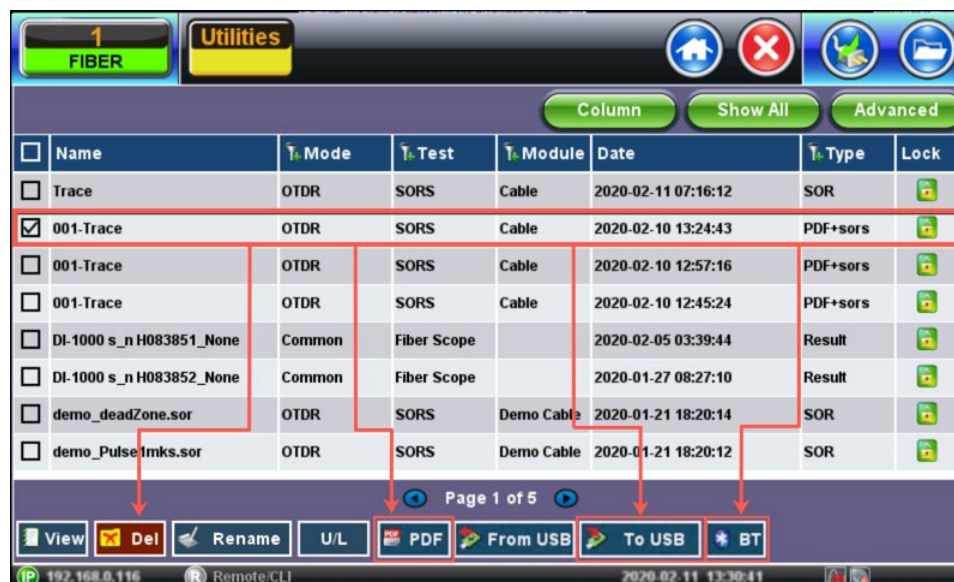 1
FIBER
Utilities
Column Show All Advanced
Name Mode Test Module Date Type Lock
Trace OTDR SORS Cable 2020-02-11 07:16:12 SOR
001-Trace OTDR SORS Cable 2020-02-10 13:24:43 PDF+sors
001-Trace OTDR SORS Cable 2020-02-10 12:57:16 PDF+sors
001-Trace OTDR SORS Cable 2020-02-10 12:45:24 PDF+sors
DI-1000 s_n H083851_None Common Fiber Scope 2020-02-05 03:39:44 Result
DI-1000 s_n H083852_None Common Fiber Scope 2020-01-27 08:27:10 Result
demo_deadZone.sor OTDR SORS Demo Cable 2020-01-21 18:20:14 SOR
demo_Pulse1mks.sor OTDR SORS Demo Cable 2020-01-21 18:20:12 SOR
Page 1 of 5
View Del Rename U/L PDF From USB To USB BT
IP 192.168.0.116 R Remote/CLI 2020-02-11 13:30:41